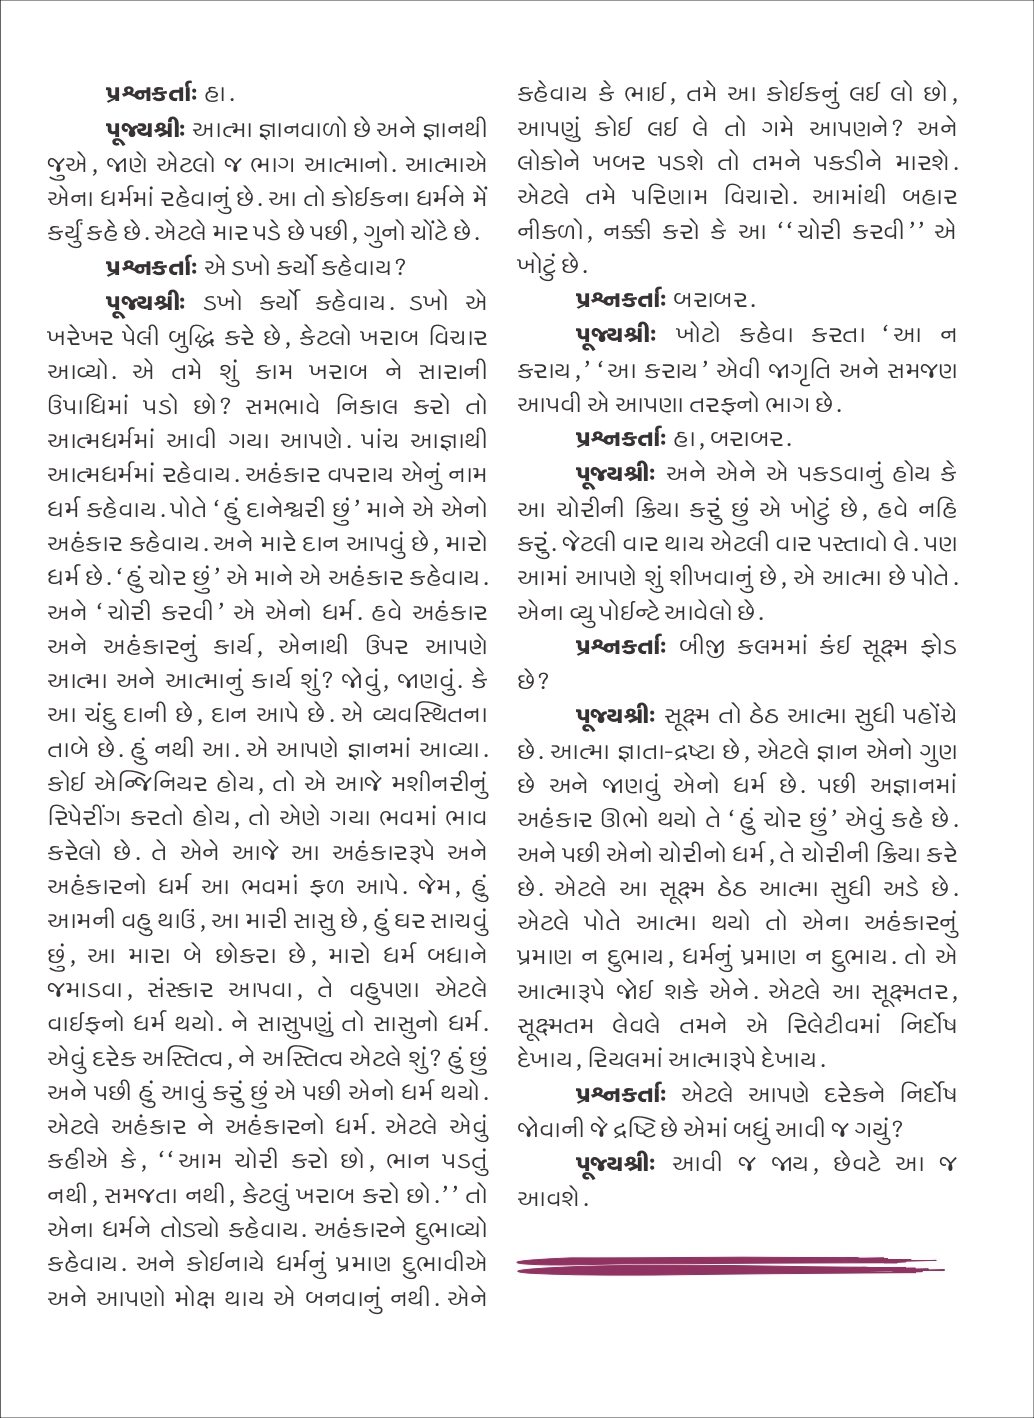 પ્રશ્નકર્તાઃ હા.
પૂજ્યશ્રીઃ આત્મા જ્ઞાનવાળો છે અને જ્ઞાનથી
જુએ, જાણે એટલો જ ભાગ આત્માનો. આત્માએ
એના ધર્મમાં રહેવાનું છે. આ તો કોઈકના ધર્મને મેં
કર્યું કહે છે. એટલે માર પડે છે પછી, ગુનો ચોંટે છે.
પ્રશ્નકર્તાઃ એ ડખો કર્યો કહેવાય?
પૂજ્યશ્રીઃ ડખો કર્યો કહેવાય. ડખો એ
ખરેખર પેલી બુદ્ધિ કરે છે, કેટલો ખરાબ વિચાર
આવ્યો. એ તમે શું કામ ખરાબ ને સારાની
ઉપાધિમાં પડો છો? સમભાવે નિકાલ કરો તો
આત્મધર્મમાં આવી ગયા આપણે. પાંચ આજ્ઞાથી
આત્મધર્મમાં રહેવાય. અહંકાર વપરાય એનું નામ
ધર્મ કહેવાય. પોતે ‘હું દાનેશ્વરી છું’ માને એ એનો
અહંકાર કહેવાય. અને મારે દાન આપવું છે, મારો
ધર્મ છે. ‘હું ચોર છું’ એ માને એ અહંકાર કહેવાય.
અને ‘ચોરી કરવી’ એ એનો ધર્મ. હવે અહંકાર
અને અહંકારનું કાર્ય, એનાથી ઉપર આપણે
આત્મા અને આત્માનું કાર્ય શું? જોવું, જાણવું. કે
આ ચંદુ દાની છે, દાન આપે છે. એ વ્યવસ્થિતના
તાબે છે. હું નથી આ. એ આપણે જ્ઞાનમાં આવ્યા.
કોઈ એન્જિનિયર હોય, તો એ આજે મશીનરીનું
રિપેરીંગ કરતો હોય, તો એણે ગયા ભવમાં ભાવ
કરેલો છે. તે એને આજે આ અહંકારરૂપે અને
અહંકારનો ધર્મ આ ભવમાં ફળ આપે. જેમ, હું
આમની વહુ થાઉં, આ મારી સાસુ છે, હું ઘર સાચવું
છું, આ મારા બે છોકરા છે, મારો ધર્મ બધાને
જમાડવા, સંસ્કાર આપવા, તે વહુપણા એટલે
વાઈફનો ધર્મ થયો. ને સાસુપણું તો સાસુનો ધર્મ.
એવું દરેક અસ્તિત્વ, ને અસ્તિત્વ એટલે શું? હું છું
અને પછી હું આવું કરું છું એ પછી એનો ધર્મ થયો.
એટલે અહંકાર ને અહંકારનો ધર્મ. એટલે એવું
કહીએ કે, ‘‘આમ ચોરી કરો છો, ભાન પડતું
નથી, સમજતા નથી, કેટલું ખરાબ કરો છો.’’ તો
એના ધર્મને તોડ્યો કહેવાય. અહંકારને દુભાવ્યો
કહેવાય. અને કોઈનાયે ધર્મનું પ્રમાણ દુભાવીએ
અને આપણો મોક્ષ થાય એ બનવાનું નથી. એને
કહેવાય કે ભાઈ, તમે આ કોઈકનું લઈ લો છો,
આપણું કોઈ લઈ લે તો ગમે આપણને? અને
લોકોને ખબર પડશે તો તમને પકડીને મારશે.
એટલે તમે પરિણામ વિચારો. આમાંથી બહાર
નીકળો, નક્કી કરો કે આ ‘‘ચોરી કરવી’’ એ
ખોટું છે.
પ્રશ્નકર્તાઃ બરાબર.
પૂજ્યશ્રીઃ ખોટો કહેવા કરતા ‘આ ન
કરાય,’ ‘આ કરાય’ એવી જાગૃતિ અને સમજણ
આપવી એ આપણા તરફનો ભાગ છે.
પ્રશ્નકર્તાઃ હા, બરાબર.
પૂજ્યશ્રીઃ અને એને એ પકડવાનું હોય કે
આ ચોરીની ક્રિયા કરું છું એ ખોટું છે, હવે નહિ
કરું. જેટલી વાર થાય એટલી વાર પસ્તાવો લે. પણ
આમાં આપણે શું શીખવાનું છે, એ આત્મા છે પોતે.
એના વ્યુ પોઈન્ટે આવેલો છે.
પ્રશ્નકર્તાઃ બીજી કલમમાં કંઈ સૂક્ષ્મ ફોડ
છે?
પૂજ્યશ્રીઃ સૂક્ષ્મ તો ઠેઠ આત્મા સુધી પહોંચે
છે. આત્મા જ્ઞાતા-દ્રષ્ટા છે, એટલે જ્ઞાન એનો ગુણ
છે અને જાણવું એનો ધર્મ છે. પછી અજ્ઞાનમાં
અહંકાર ઊભો થયો તે ‘હું ચોર છું’ એવું કહે છે.
અને પછી એનો ચોરીનો ધર્મ, તે ચોરીની ક્રિયા કરે
છે. એટલે આ સૂક્ષ્મ ઠેઠ આત્મા સુધી અડે છે.
એટલે પોતે આત્મા થયો તો એના અહંકારનું
પ્રમાણ ન દુભાય, ધર્મનું પ્રમાણ ન દુભાય. તો એ
આત્મારૂપે જોઈ શકે એને. એટલે આ સૂક્ષ્મતર,
સૂક્ષ્મતમ લેવલે તમને એ રિલેટીવમાં નિર્દોષ
દેખાય, રિયલમાં આત્મારૂપે દેખાય.
પ્રશ્નકર્તાઃ એટલે આપણે દરેકને નિર્દોષ
જોવાની જે દ્રષ્ટિ છે એમાં બધું આવી જ ગયું?
પૂજ્યશ્રીઃ આવી જ જાય, છેવટે આ જ
આવશે.